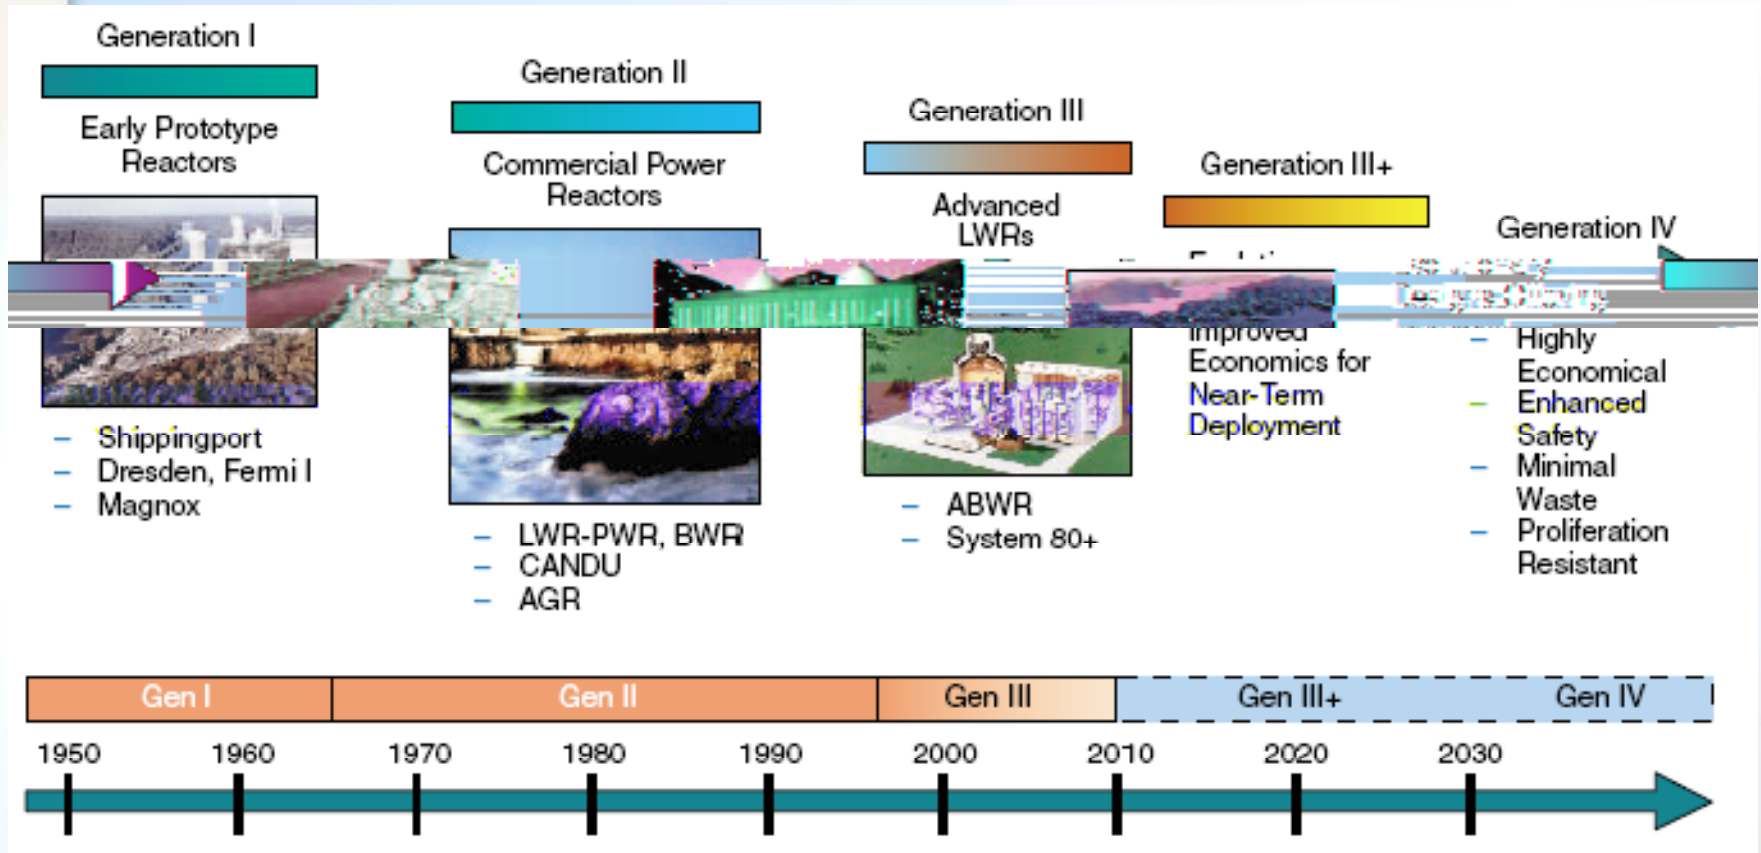 Generation I
Early Prototype
Reactors
Shippingport
Dresden, Fermi I
Magnox
Generation II
Commercial Power
Reactors
LWR-PWR, BWR
CANDU
AGR
Generation III
Advanced
LWRs
ABWR
System 80+
Generation III+
Improved
Economics for
Near-Term
Deployment
Generation IV
Highly
Economical
Enhanced
Safety
Minimal
Waste
Proliferation
Resistant
Gen I Gen II Gen III Gen III+ Gen IV
1950 1960 1970 1980 1990 2000 2010 2020 2030